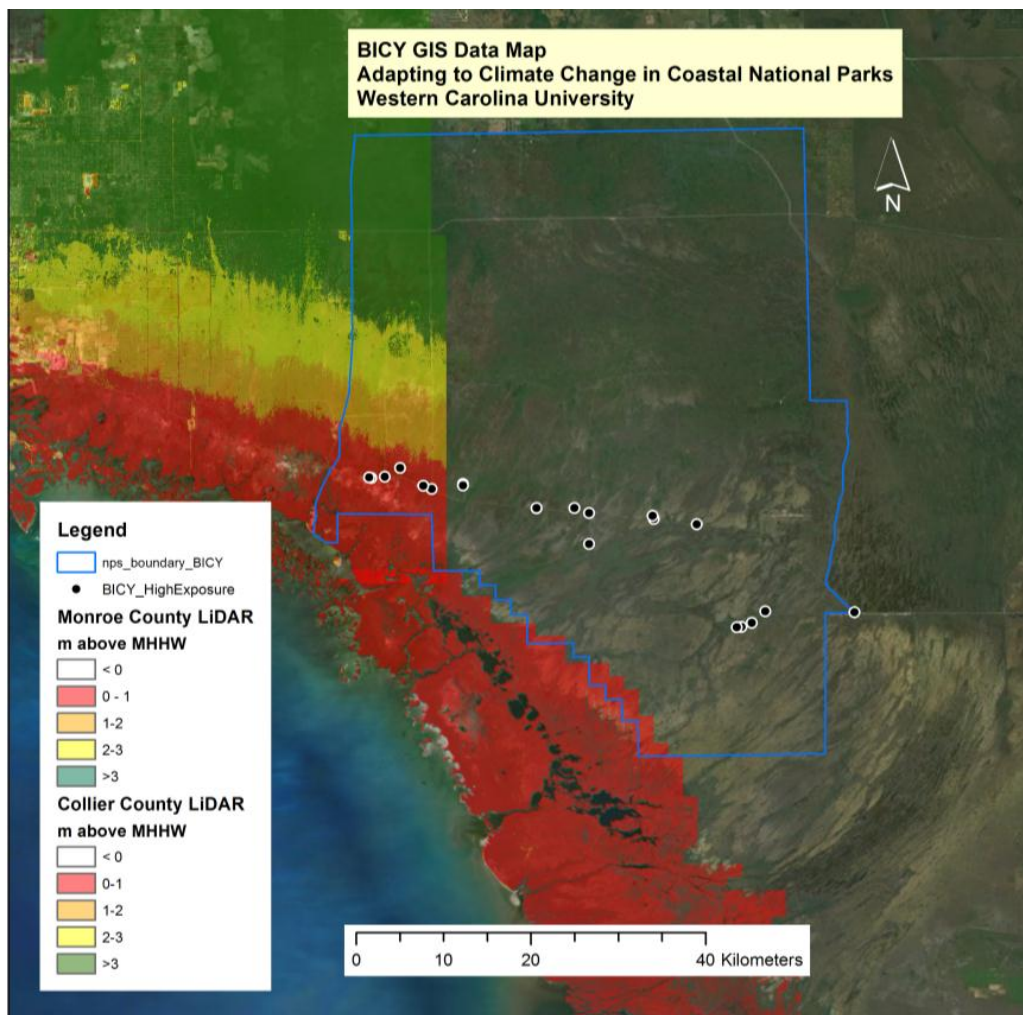 BICY GIS Data Map
Adapting to Climate Change in Coastal National Parks
Western Carolina University
N
Legend
nps_boundary_BICY
BICY_HighExposure
Monroe County LiDAR
m above MHHW
< 0
0 - 1
1-2
2-3
>3
Collier County LiDAR
m above MHHW
< 0
0-1
1-2
2-3
>3
0 10 20 40 Kilometers